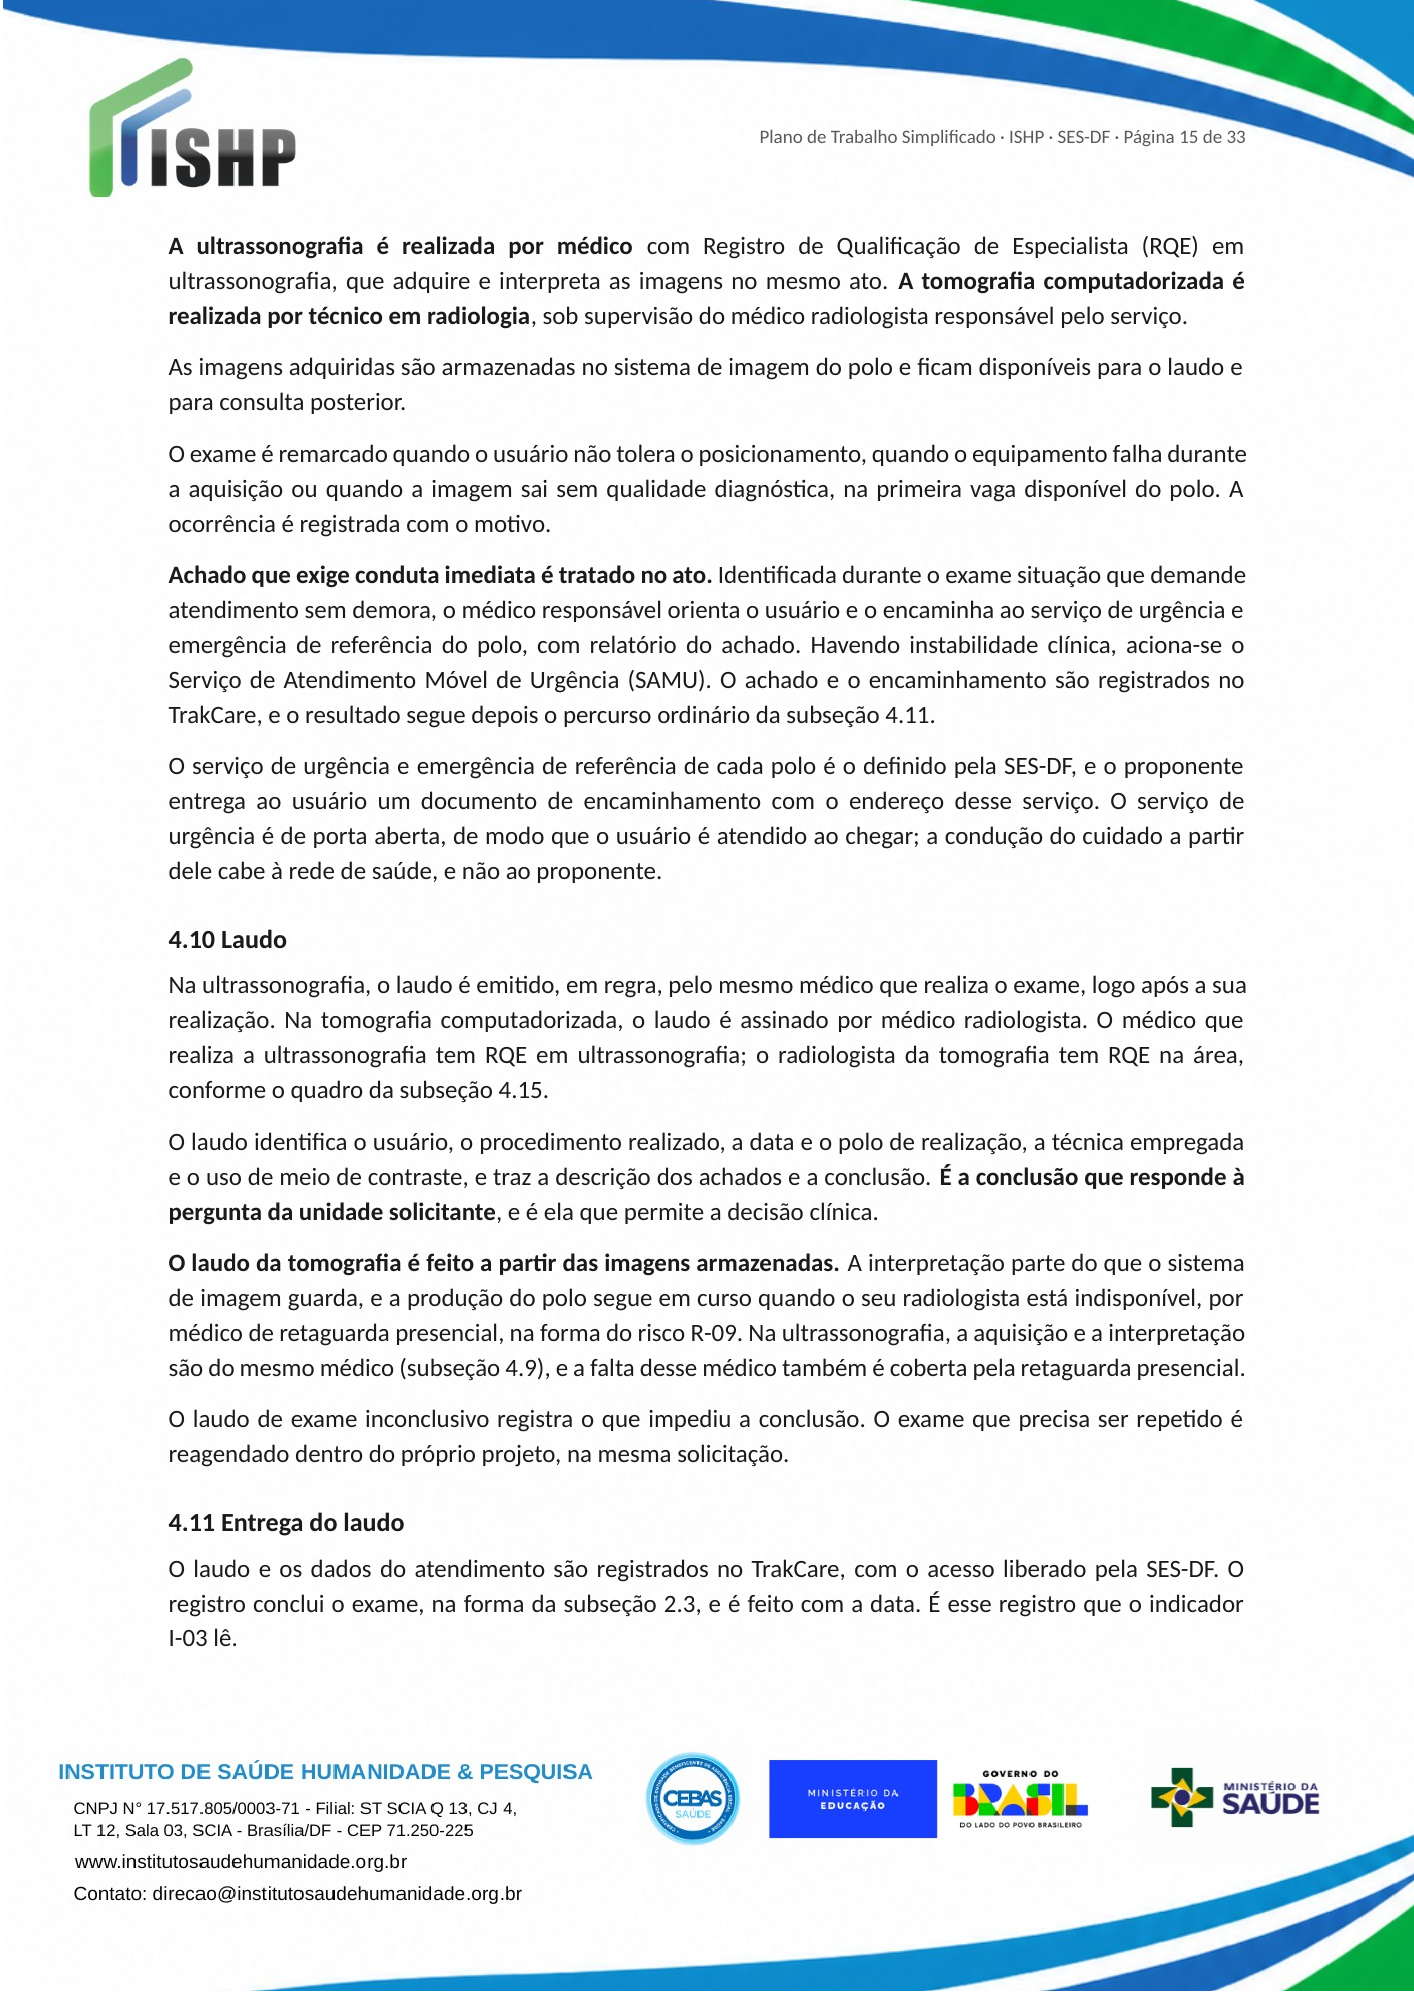 ISHP
Plano de Trabalho Simplificado · ISHP · SES-DF · Página 15 de 33
A ultrassonografia é realizada por médico com Registro de Qualificação de Especialista (RQE) em
ultrassonografia, que adquire e interpreta as imagens no mesmo ato. A tomografia computadorizada é
realizada por técnico em radiologia, sob supervisão do médico radiologista responsável pelo serviço.
As imagens adquiridas são armazenadas no sistema de imagem do polo e ficam disponíveis para o laudo e
para consulta posterior.
O exame é remarcado quando o usuário não tolera o posicionamento, quando o equipamento falha durante
a aquisição ou quando a imagem sai sem qualidade diagnóstica, na primeira vaga disponível do polo. A
ocorrência é registrada com o motivo.
Achado que exige conduta imediata é tratado no ato. Identificada durante o exame situação que demande
atendimento sem demora, o médico responsável orienta o usuário e o encaminha ao serviço de urgência e
emergência de referência do polo, com relatório do achado. Havendo instabilidade clínica, aciona-se o
Serviço de Atendimento Móvel de Urgência (SAMU). O achado e o encaminhamento são registrados no
TrakCare, e o resultado segue depois o percurso ordinário da subseção 4.11.
O serviço de urgência e emergência de referência de cada polo é o definido pela SES-DF, e o proponente
entrega ao usuário um documento de encaminhamento com o endereço desse serviço. O serviço de
urgência é de porta aberta, de modo que o usuário é atendido ao chegar; a condução do cuidado a partir
dele cabe à rede de saúde, e não ao proponente.
4.10 Laudo
Na ultrassonografia, o laudo é emitido, em regra, pelo mesmo médico que realiza o exame, logo após a sua
realização. Na tomografia computadorizada, o laudo é assinado por médico radiologista. O médico que
realiza a ultrassonografia tem RQE em ultrassonografia; o radiologista da tomografia tem RQE na área,
conforme o quadro da subseção 4.15.
O laudo identifica o usuário, o procedimento realizado, a data e o polo de realização, a técnica empregada
e o uso de meio de contraste, e traz a descrição dos achados e a conclusão. É a conclusão que responde à
pergunta da unidade solicitante, e é ela que permite a decisão clínica.
O laudo da tomografia é feito a partir das imagens armazenadas. A interpretação parte do que o sistema
de imagem guarda, e a produção do polo segue em curso quando o seu radiologista está indisponível, por
médico de retaguarda presencial, na forma do risco R-09. Na ultrassonografia, a aquisição e a interpretação
são do mesmo médico (subseção 4.9), e a falta desse médico também é coberta pela retaguarda presencial.
O laudo de exame inconclusivo registra o que impediu a conclusão. O exame que precisa ser repetido é
reagendado dentro do próprio projeto, na mesma solicitação.
4.11 Entrega do laudo
O laudo e os dados do atendimento são registrados no TrakCare, com o acesso liberado pela SES-DF. O
registro conclui o exame, na forma da subseção 2.3, e é feito com a data. É esse registro que o indicador
I-03 lê.
INSTITUTO DE SAÚDE HUMANIDADE & PESQUISA
CNPJ N° 17.517.805/0003-71 - Filial: ST SCIA Q 13, CJ 4,
LT 12, Sala 03, SCIA - Brasília/DF - CEP 71.250-225
www.institutosaudehumanidade.org.br
Contato: direcao@institutosaudehumanidade.org.br
CEBAS
SAÚDE
MINISTÉRIO DA
EDUCAÇÃO
GOVERNO DO
BRASIL
DO LADO DO POVO BRASILEIRO
MINISTÉRIO DA
SAÚDE